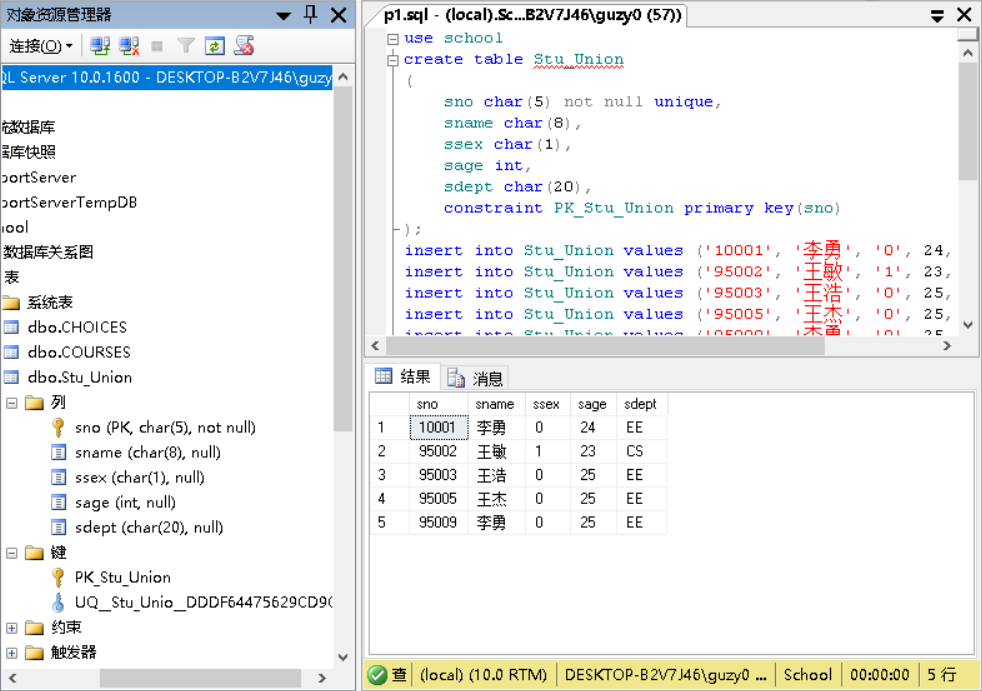 对象资源管理器
连接(O)
QL Server 10.0.1600 - DESKTOP-B2V7J46\guzy
统数据库
据库快照
portServer
portServerTempDB
ool
数据库关系图
表
系统表
dbo.CHOICES
dbo.COURSES
dbo.Stu_Union
列
sno (PK, char(5), not null)
sname (char(8), null)
ssex (char(1), null)
sage (int, null)
sdept (char(20), null)
键
PK_Stu_Union
UQ__Stu_Unio__DDDF64475629CD9C
约束
触发器
p1.sql - (local).Sc...B2V7J46\guzy0 (57))
use school
create table Stu_Union
(
sno char(5) not null unique,
sname char(8),
ssex char(1),
sage int,
sdept char(20),
constraint PK_Stu_Union primary key(sno)
);
insert into Stu_Union values ('10001', '李勇', '0', 24,
insert into Stu_Union values ('95002', '王敏', '1', 23,
insert into Stu_Union values ('95003', '王浩', '0', 25,
insert into Stu_Union values ('95005', '王杰', '0', 25,
insert into Stu_Union values ('95009', '李勇', '0', 25
结果 消息
sno sname ssex sage sdept
1 10001 李勇 0 24 EE
2 95002 王敏 1 23 CS
3 95003 王浩 0 25 EE
4 95005 王杰 0 25 EE
5 95009 李勇 0 25 EE
查 (local) (10.0 RTM) DESKTOP-B2V7J46\guzy0 ... School 00:00:00 5 行